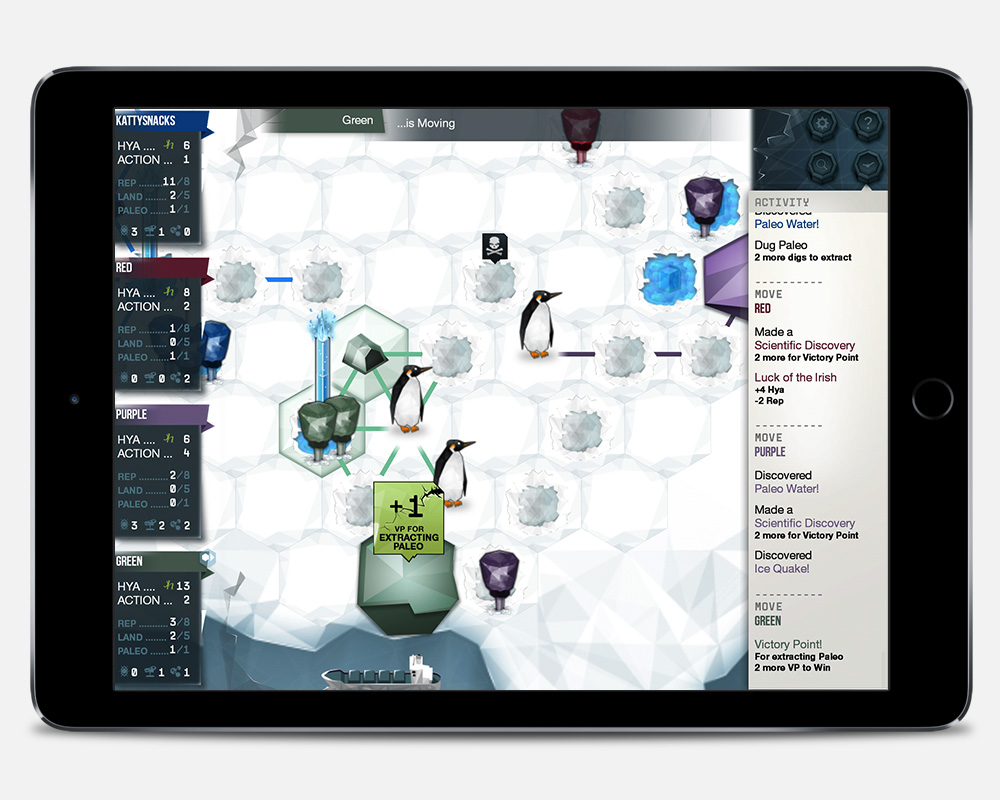 KATTYSNACKS
HYA .... 6
ACTION ... 1
REP ......... 11/8
LAND ....... 2/5
PALEO ..... 1/1
3 1 0
RED
HYA .... 8
ACTION ... 2
REP ......... 1/8
LAND ....... 0/5
PALEO ..... 1/1
0 0 2
PURPLE
HYA .... 6
ACTION ... 4
REP ......... 2/8
LAND ....... 0/5
PALEO ..... 0/1
3 2 2
GREEN
HYA .... 13
ACTION ... 2
REP ......... 3/8
LAND ....... 2/5
PALEO ..... 1/1
0 1 1
Green ...is Moving
+1
VP FOR
EXTRACTING
PALEO
?
ACTIVITY
Discovered
Paleo Water!
Dug Paleo
2 more digs to extract
----------
MOVE
RED
Made a
Scientific Discovery
2 more for Victory Point
Luck of the Irish
+4 Hya
-2 Rep
----------
MOVE
PURPLE
Discovered
Paleo Water!
Made a
Scientific Discovery
2 more for Victory Point
Discovered
Ice Quake!
----------
MOVE
GREEN
Victory Point!
For extracting Paleo
2 more VP to Win